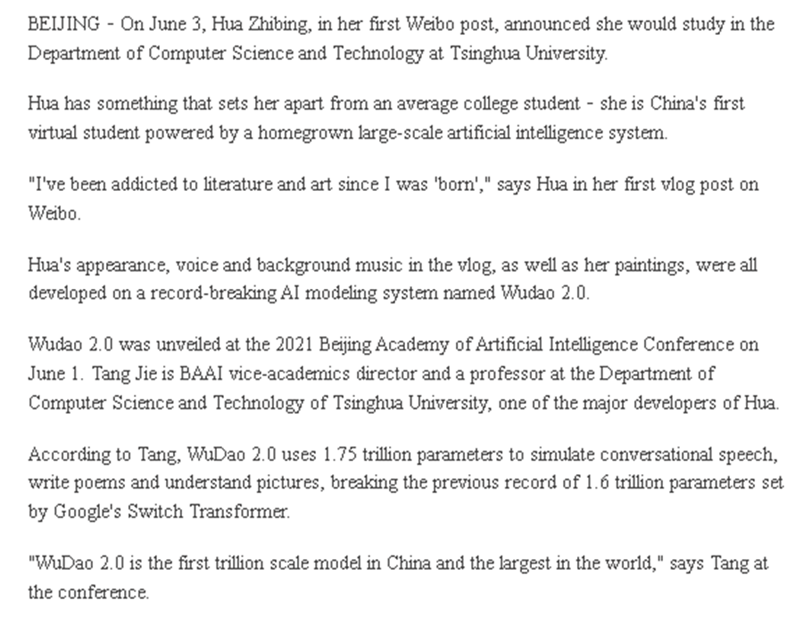 BEIJING - On June 3, Hua Zhibing, in her first Weibo post, announced she would study in the
Department of Computer Science and Technology at Tsinghua University.
Hua has something that sets her apart from an average college student - she is China's first
virtual student powered by a homegrown large-scale artificial intelligence system.
"I've been addicted to literature and art since I was 'born'," says Hua in her first vlog post on
Weibo.
Hua's appearance, voice and background music in the vlog, as well as her paintings, were all
developed on a record-breaking AI modeling system named Wudao 2.0.
Wudao 2.0 was unveiled at the 2021 Beijing Academy of Artificial Intelligence Conference on
June 1. Tang Jie is BAAI vice-academics director and a professor at the Department of
Computer Science and Technology of Tsinghua University, one of the major developers of Hua.
According to Tang, WuDao 2.0 uses 1.75 trillion parameters to simulate conversational speech,
write poems and understand pictures, breaking the previous record of 1.6 trillion parameters set
by Google's Switch Transformer.
"WuDao 2.0 is the first trillion scale model in China and the largest in the world," says Tang at
the conference.